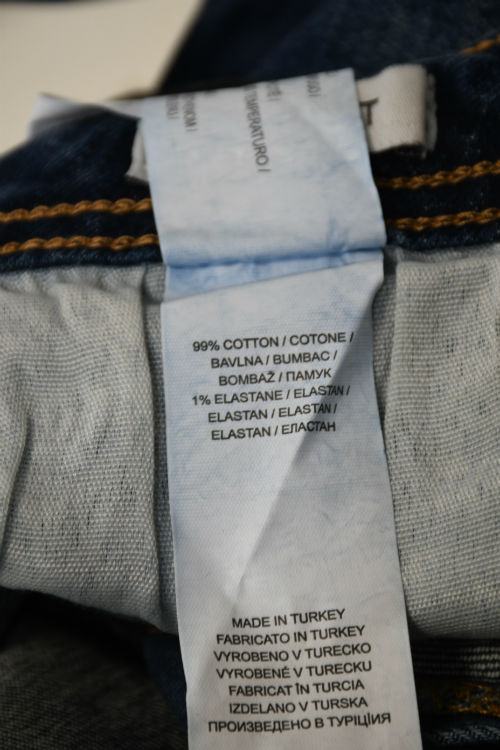 TEMPERATURO /
99% COTTON / COTONE /
BAVLNA / BUMBAC /
BOMBAŽ / ПАМУК
1% ELASTANE / ELASTAN /
ELASTAN / ELASTAN /
ELASTAN / ЕЛАСТАН
MADE IN TURKEY
FABRICATO IN TURKEY
VYROBENO V TURECKO
VYROBENÉ V TURECKU
FABRICAT ÎN TURCIA
IZDELANO V TURSKA
ПРОИЗВЕДЕНО В ТУРІЦІИЯ